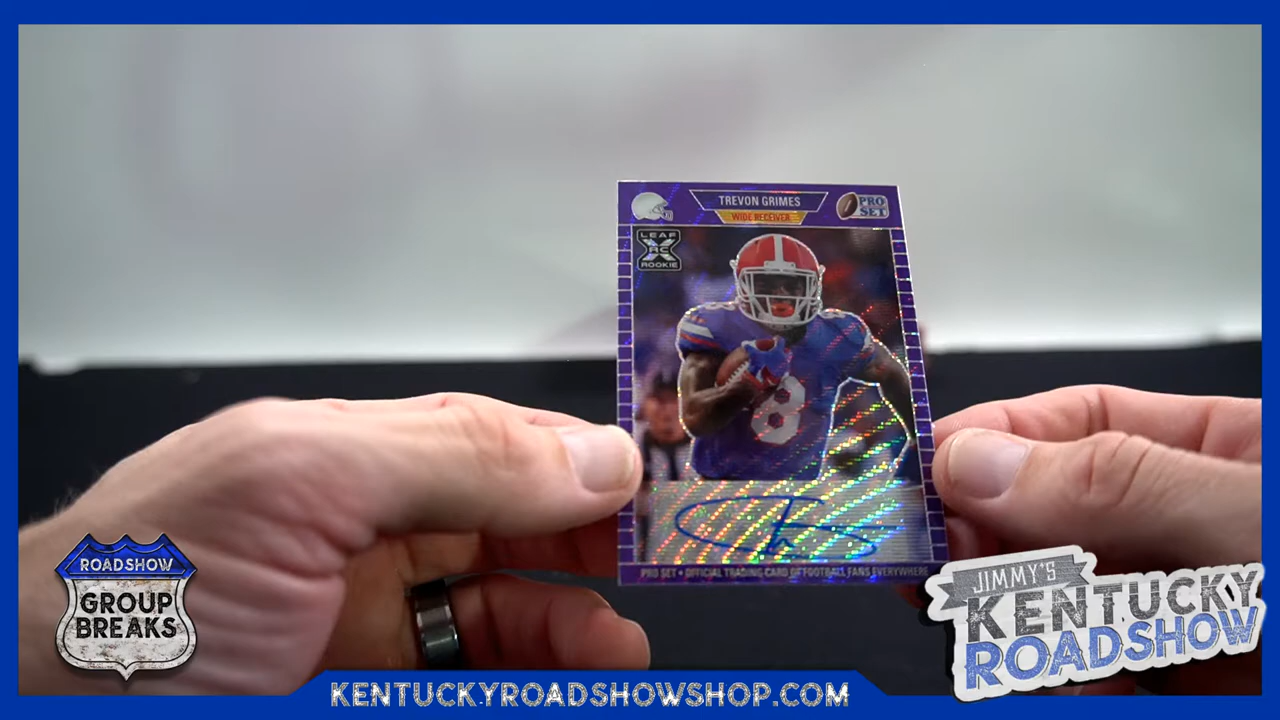 TREVON GRIMES
WIDE RECEIVER
PRO
SET
LEAF
RC
ROOKIE
8
PRO SET • OFFICIAL TRADING CARD OF FOOTBALL FANS EVERYWHERE
ROADSHOW
GROUP
BREAKS
JIMMY'S
KENTUCKY
ROADSHOW
KENTUCKYROADSHOWSHOP.COM